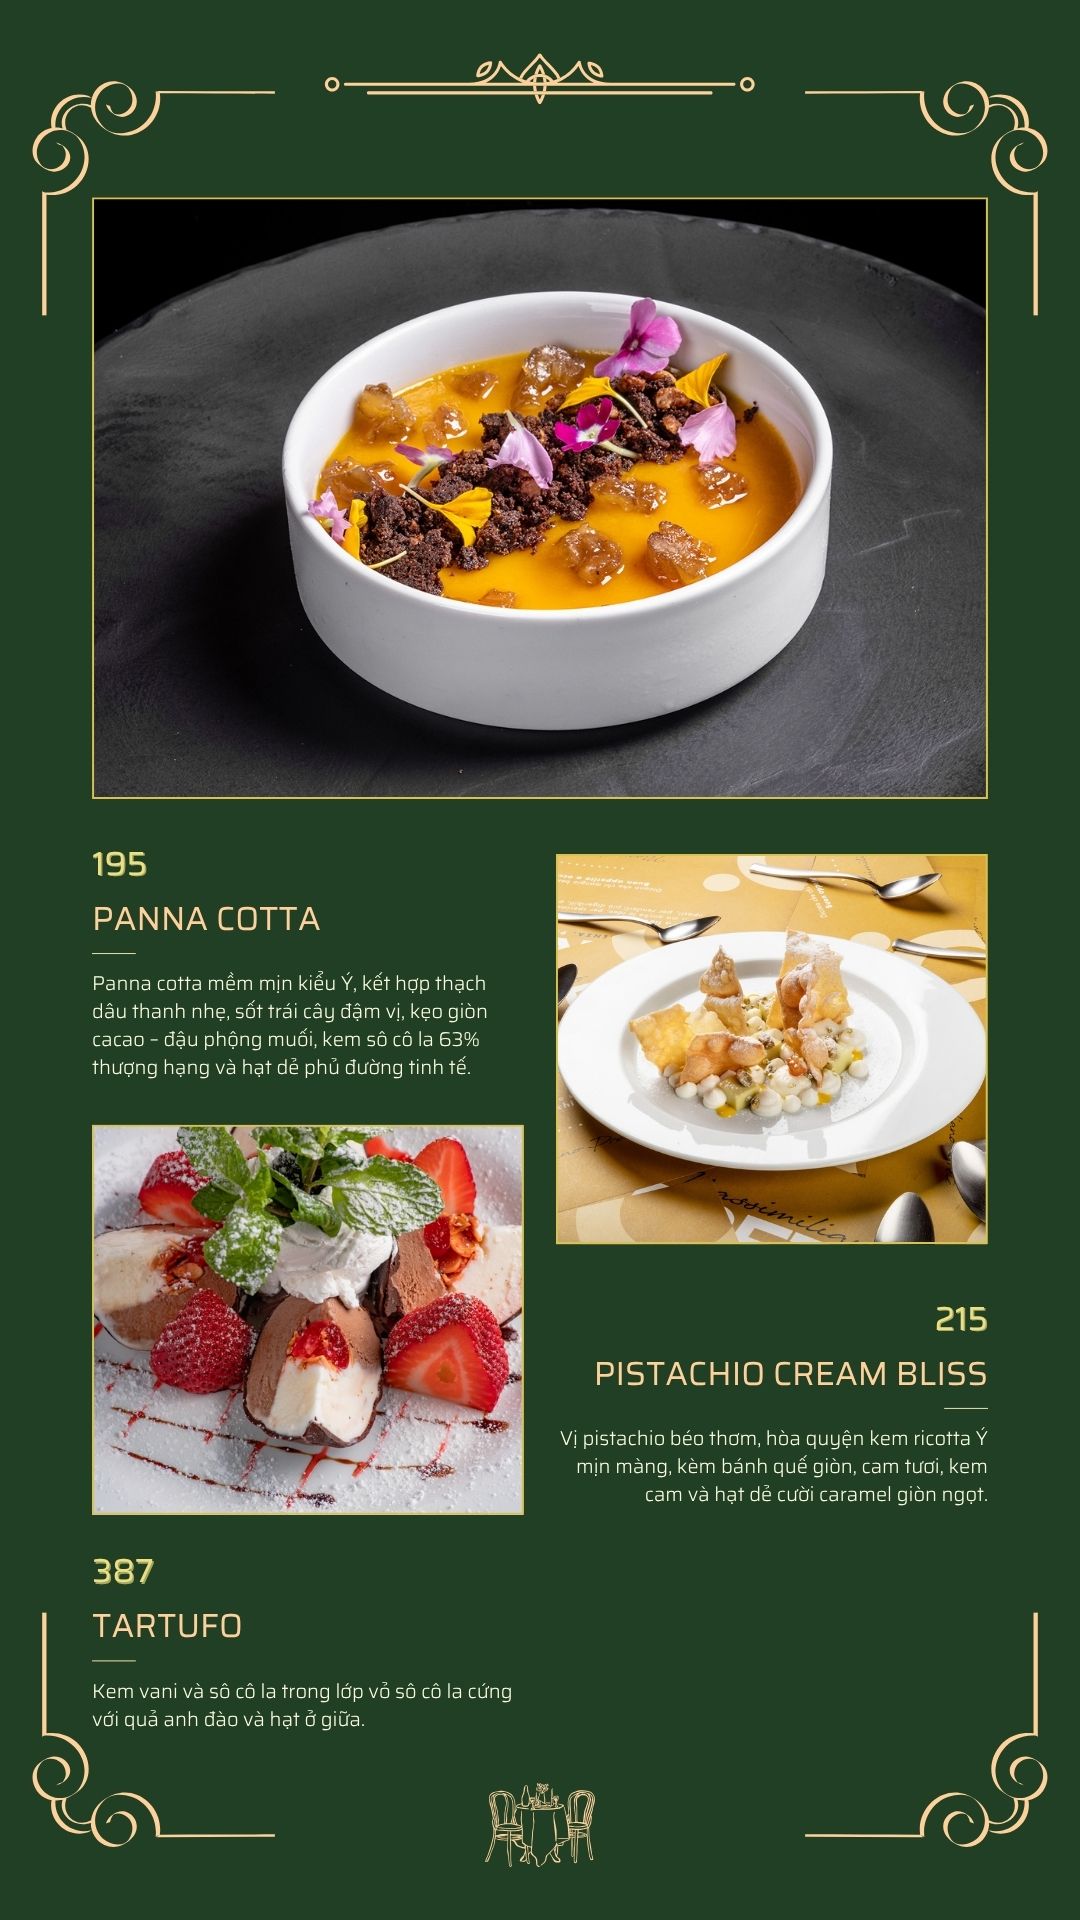 195
PANNA COTTA
Panna cotta mềm mịn kiểu Ý, kết hợp thạch
dâu thanh nhẹ, sốt trái cây đậm vị, kẹo giòn
cacao – đậu phộng muối, kem sô cô la 63%
thượng hạng và hạt dẻ phủ đường tinh tế.
215
PISTACHIO CREAM BLISS
Vị pistachio béo thơm, hòa quyện kem ricotta Ý
mịn màng, kèm bánh quế giòn, cam tươi, kem
cam và hạt dẻ cười caramel giòn ngọt.
387
TARTUFO
Kem vani và sô cô la trong lớp vỏ sô cô la cứng
với quả anh đào và hạt ở giữa.